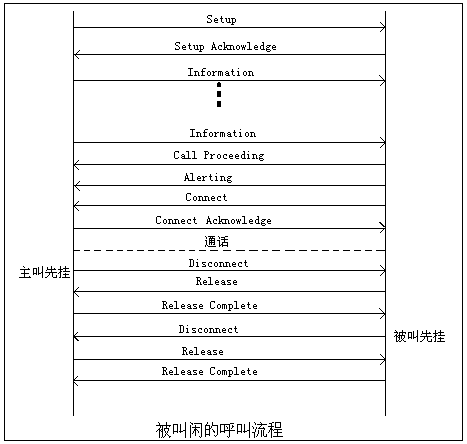 Setup
Setup Acknowledge
Information
Information
Call Proceeding
Alerting
Connect
Connect Acknowledge
通话
Disconnect
主叫先挂
Release
Release Complete
Disconnect
被叫先挂
Release
Release Complete
被叫闲的呼叫流程